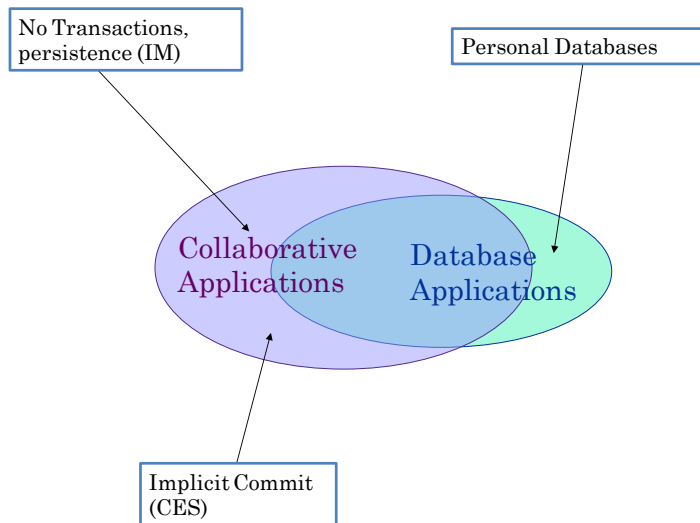 No Transactions,
persistence (IM)
Personal Databases
Collaborative
Applications
Database
Applications
Implicit Commit
(CES)